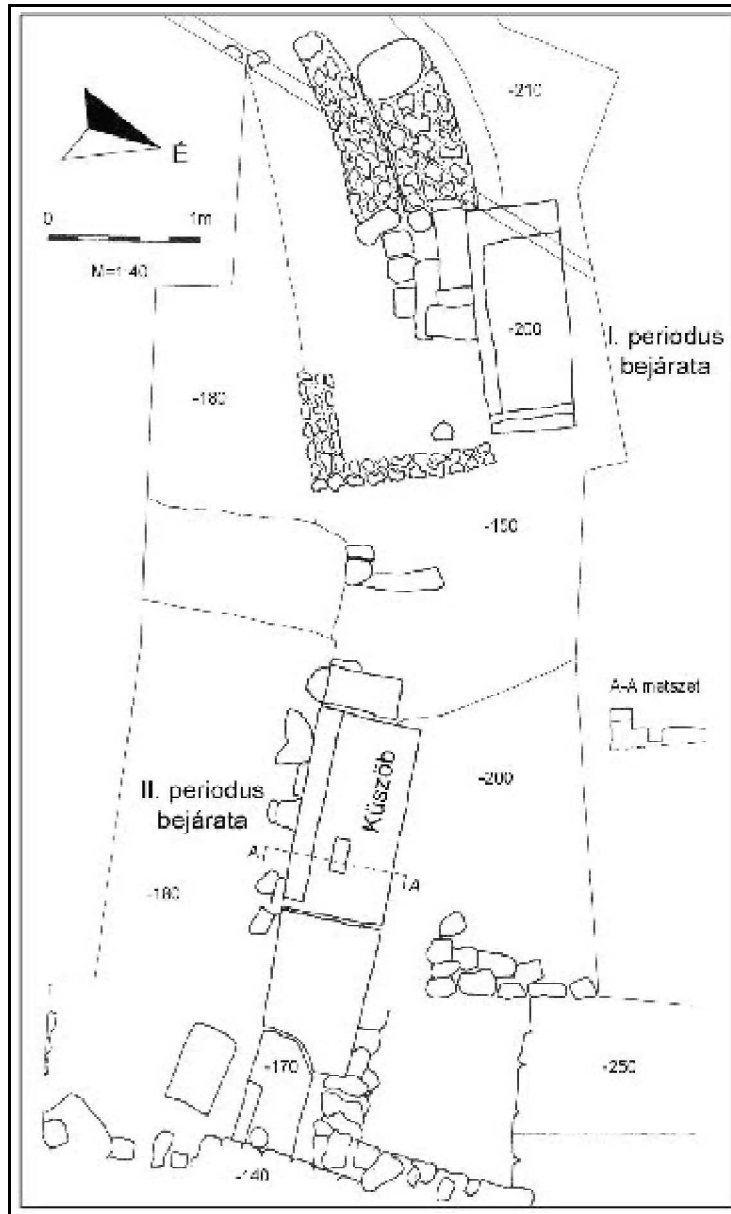 -210
É
0 1m
M=1:40
-200
I. periodus
bejárata
-180
-150
A-A metszet
Küszöb
-200
II. periodus
bejárata
A
A
-180
-170
-250
-140